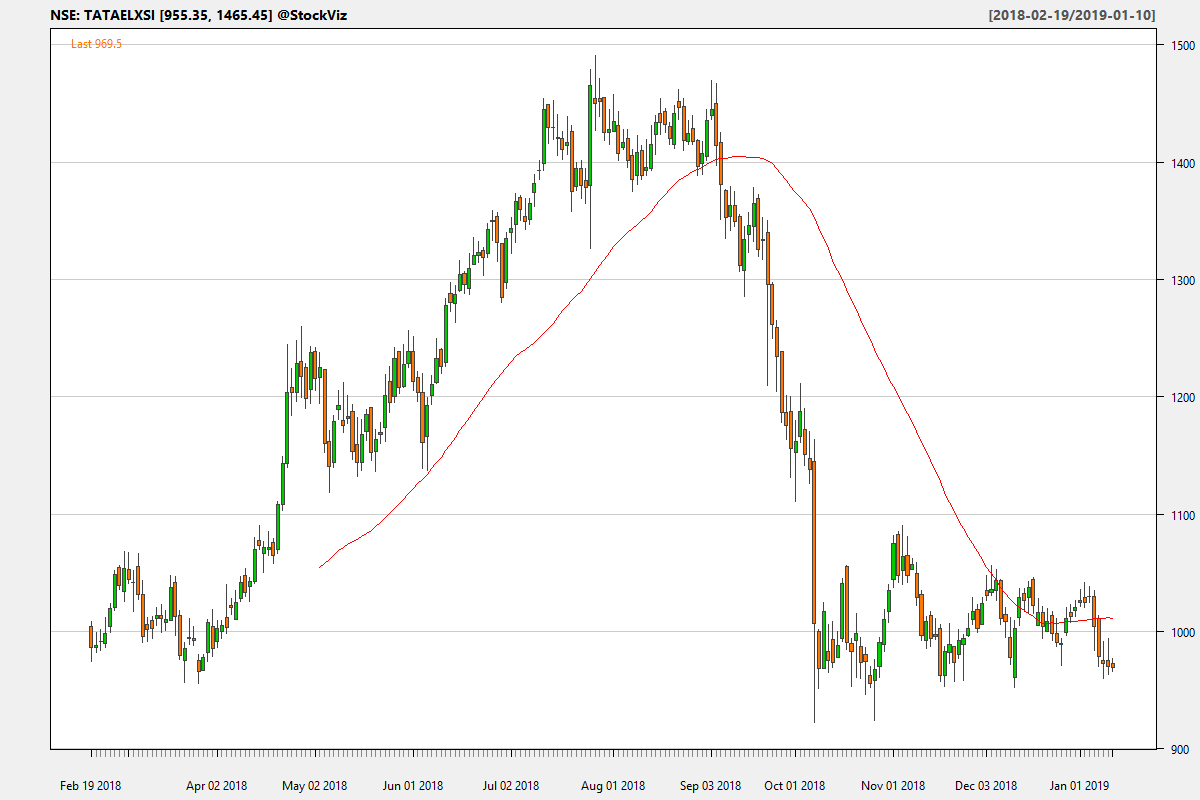 NSE: TATAELXSI [955.35, 1465.45] @StockViz
[2018-02-19/2019-01-10]
Last 969.5
1500
1400
1300
1200
1100
1000
900
Feb 19 2018 Apr 02 2018 May 02 2018 Jun 01 2018 Jul 02 2018 Aug 01 2018 Sep 03 2018 Oct 01 2018 Nov 01 2018 Dec 03 2018 Jan 01 2019